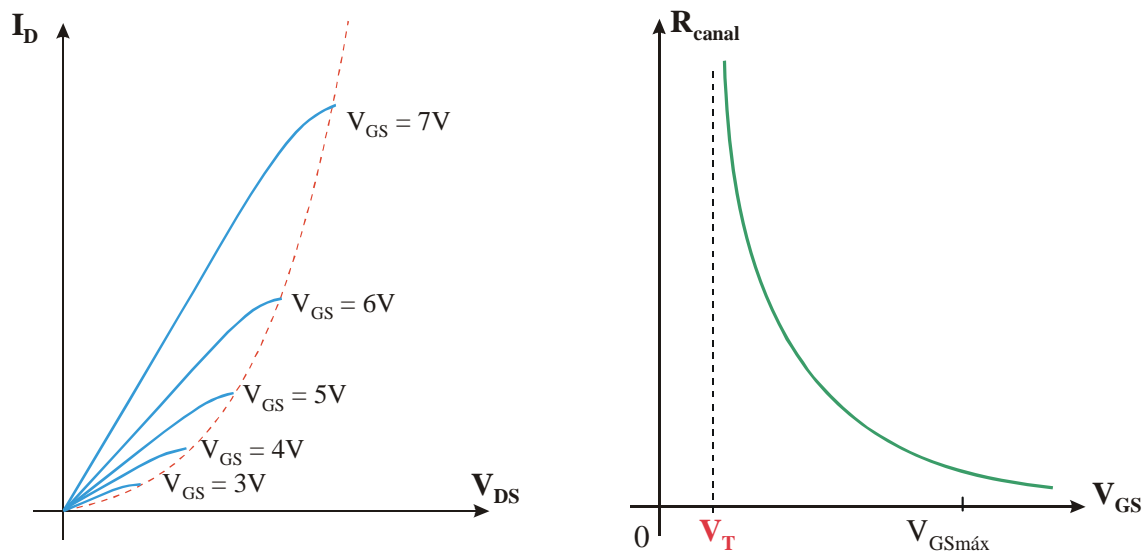 I_D
V_GS = 7V
V_GS = 6V
V_GS = 5V
V_GS = 4V
V_GS = 3V
V_DS
R_canal
0
V_T
V_GSmáx
V_GS